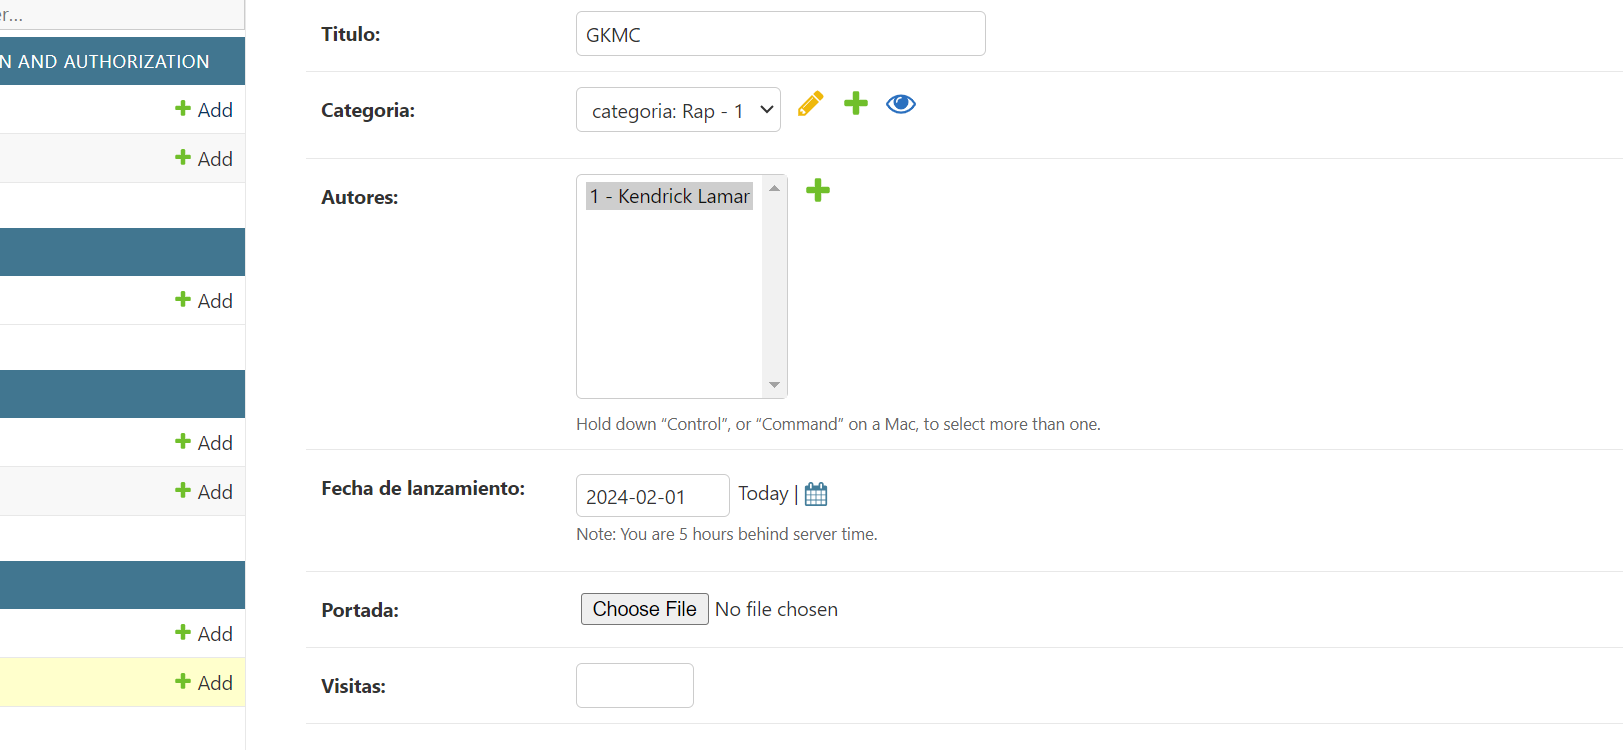 er...
N AND AUTHORIZATION
Add
Add
Add
Add
Add
Add
Add
Titulo:
GKMC
Categoria:
categoria: Rap - 1
Autores:
1 - Kendrick Lamar
Hold down “Control”, or “Command” on a Mac, to select more than one.
Fecha de lanzamiento:
2024-02-01 Today |
Note: You are 5 hours behind server time.
Portada:
Choose File No file chosen
Visitas: